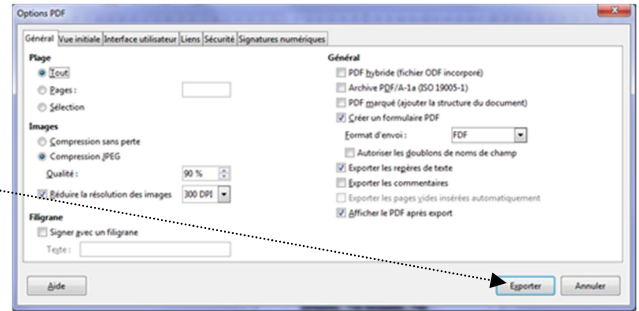 Options PDF
Général Vue initiale Interface utilisateur Liens Sécurité Signatures numériques
Plage
Tout
Pages :
Sélection
Images
Compression sans perte
Compression JPEG
Qualité : 90 %
Réduire la résolution des images 300 DPI
Filigrane
Signer avec un filigrane
Texte :
Général
PDF hybride (fichier ODF incorporé)
Archive PDF/A-1a (ISO 19005-1)
PDF marqué (ajouter la structure du document)
Créer un formulaire PDF
Format d'envoi : FDF
Autoriser les doublons de noms de champ
Exporter les repères de texte
Exporter les commentaires
Exporter les pages vides insérées automatiquement
Afficher le PDF après export
Aide
Exporter
Annuler